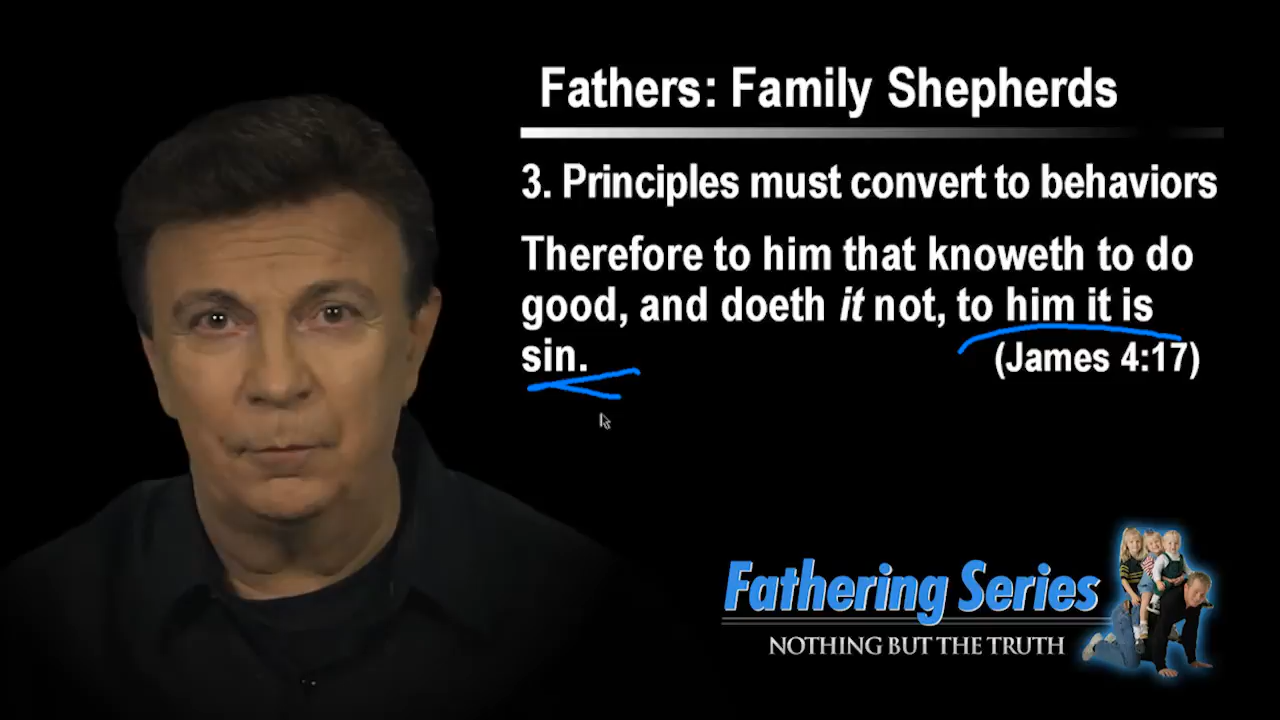 Fathers: Family Shepherds
3. Principles must convert to behaviors
Therefore to him that knoweth to do
good, and doeth it not, to him it is
sin.
(James 4:17)
Fathering Series
NOTHING BUT THE TRUTH